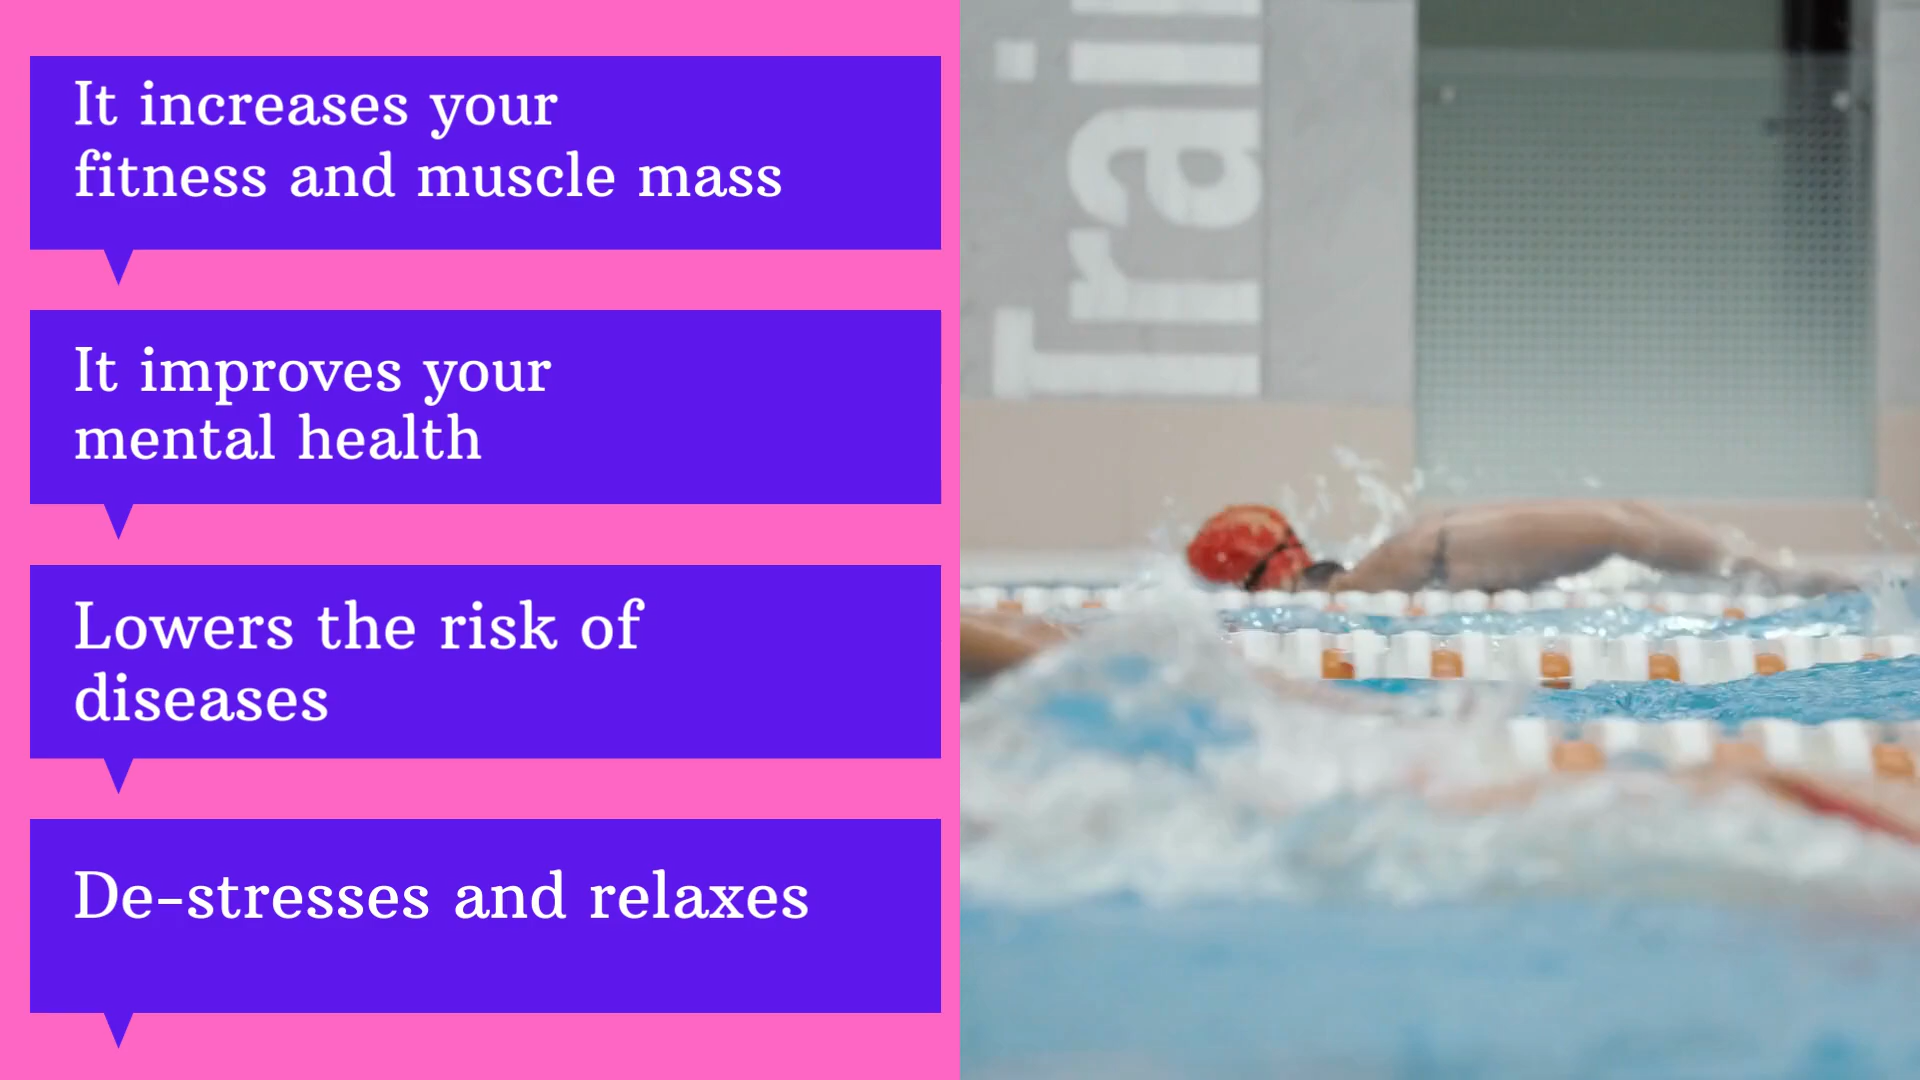 It increases your
fitness and muscle mass
It improves your
mental health
Lowers the risk of
diseases
De-stresses and relaxes
Trai